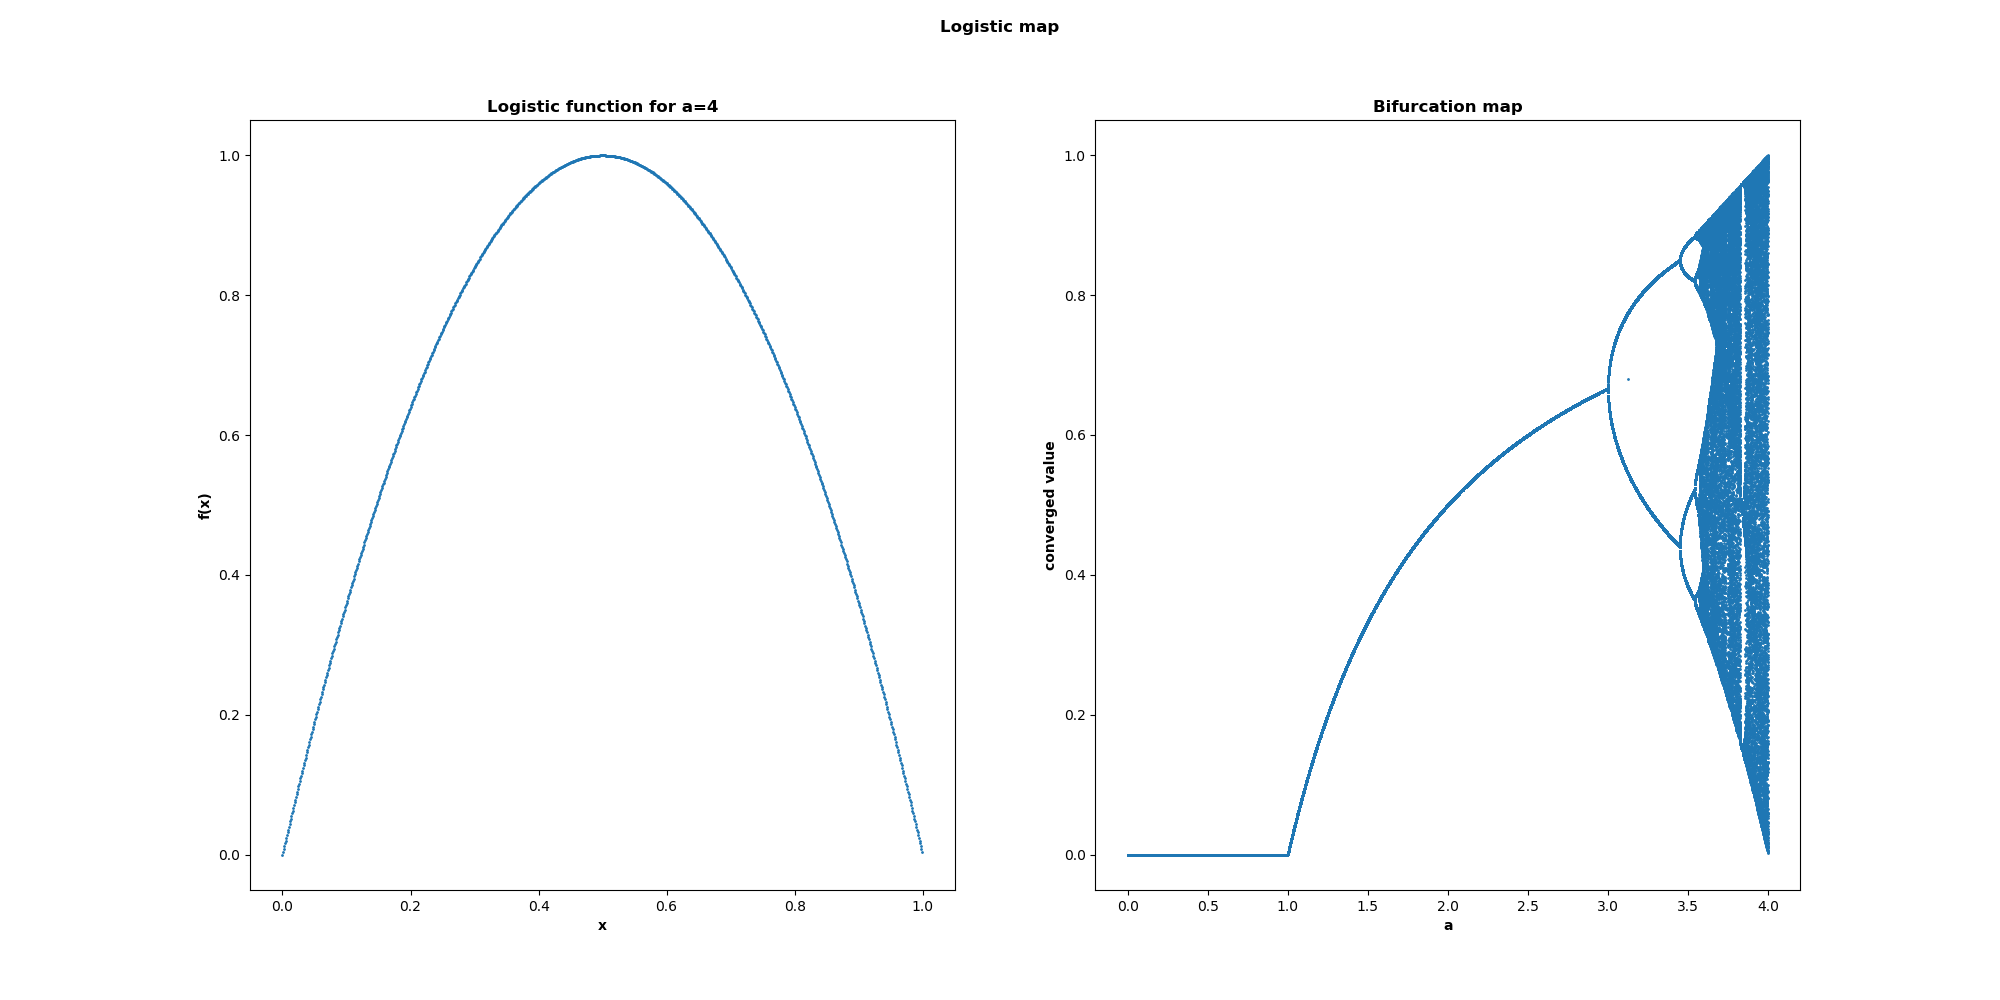 Logistic map
Logistic function for a=4
1.0
0.8
0.6
0.4
0.2
0.0
f(x)
0.0 0.2 0.4 0.6 0.8 1.0
x
Bifurcation map
1.0
0.8
0.6
0.4
0.2
0.0
converged value
0.0 0.5 1.0 1.5 2.0 2.5 3.0 3.5 4.0
a